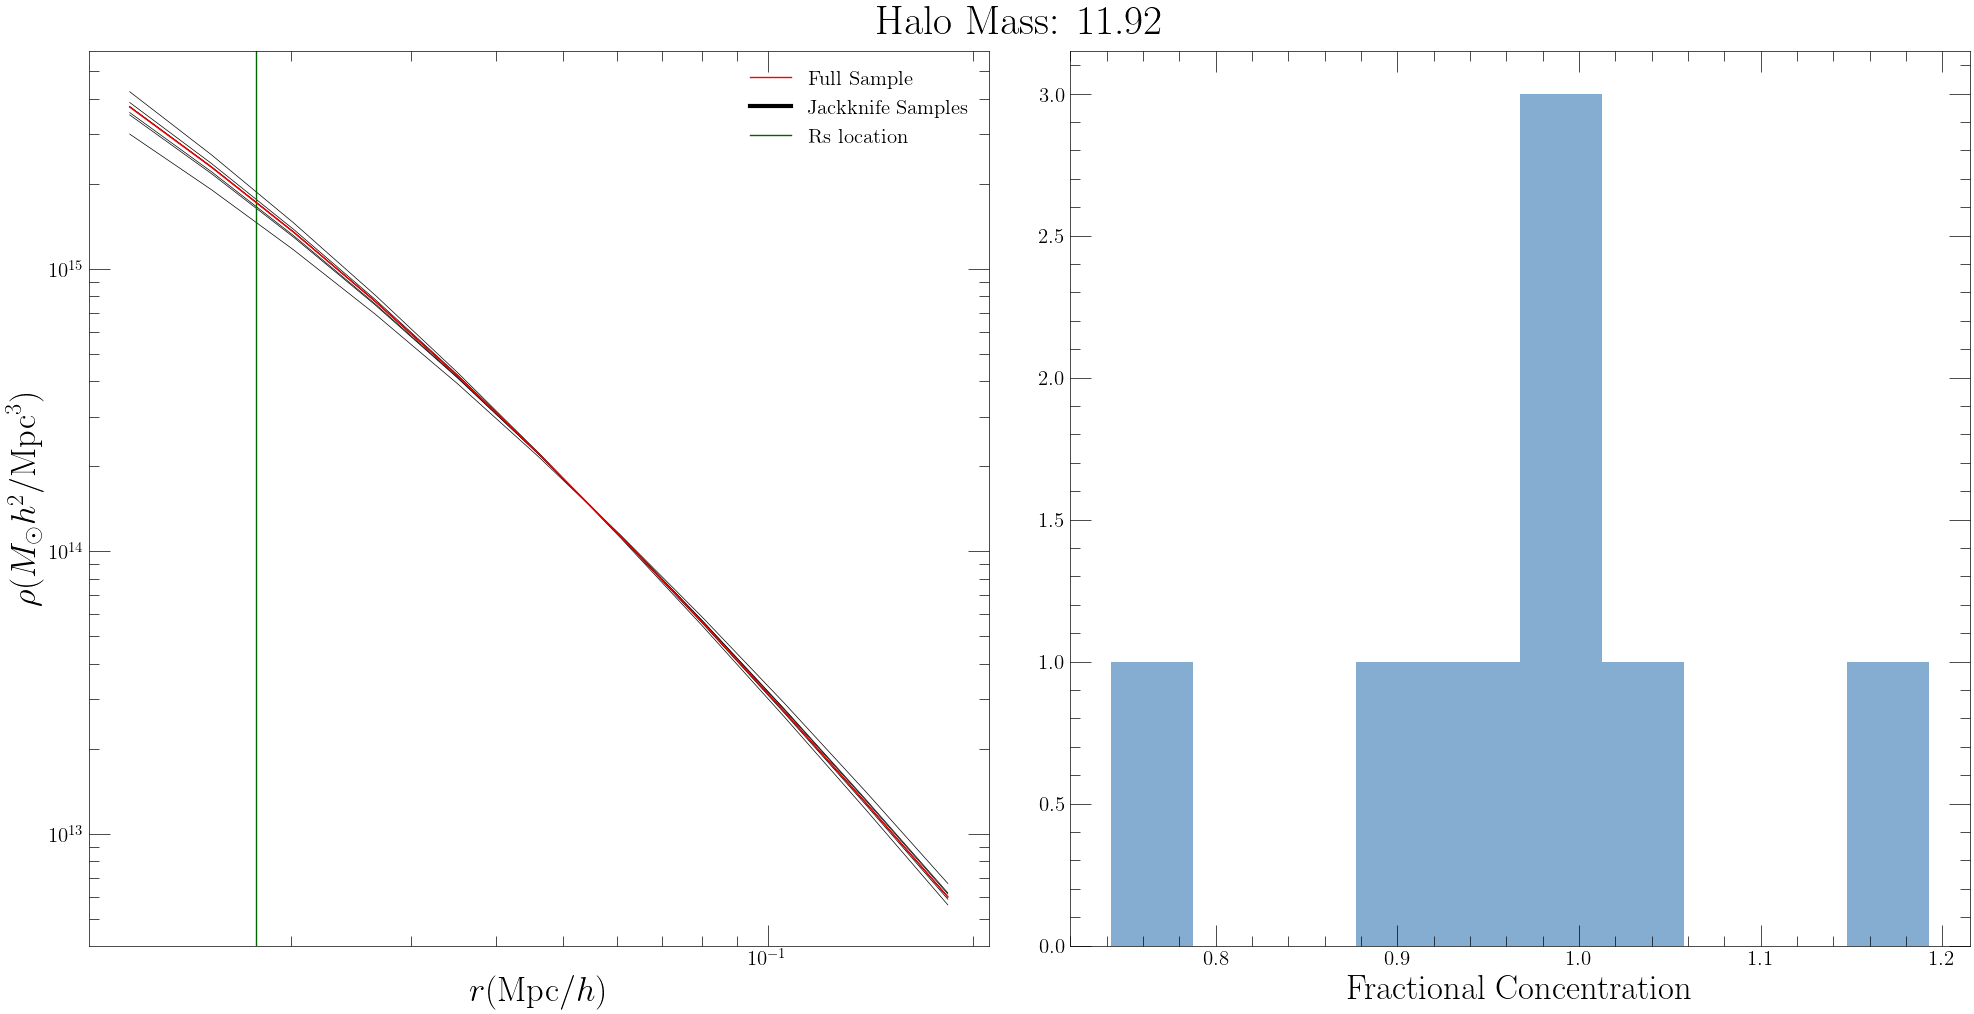 Halo Mass: 11.92
Full Sample
Jackknife Samples
Rs location
10^15
10^14
10^13
ρ(M⊙h²/Mpc³)
10^−1
r(Mpc/h)
3.0
2.5
2.0
1.5
1.0
0.5
0.0
0.8 0.9 1.0 1.1 1.2
Fractional Concentration